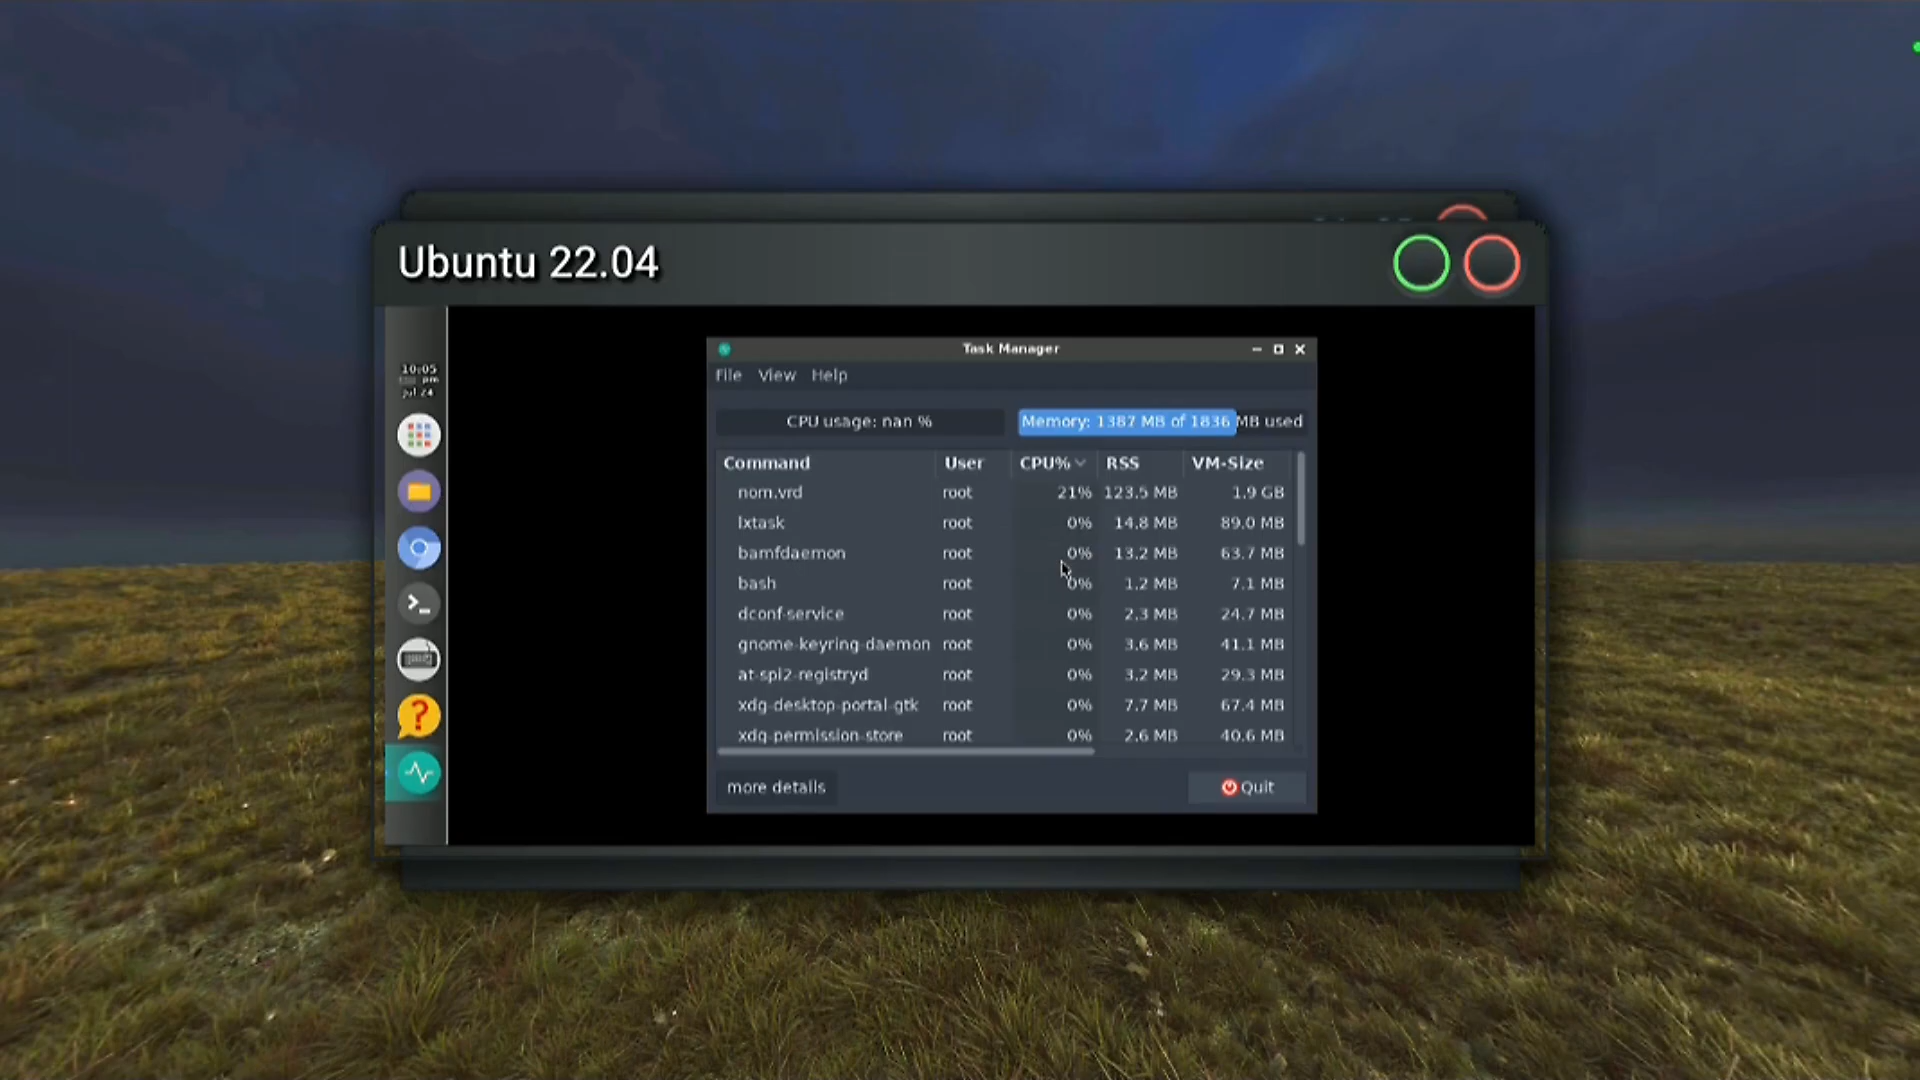 Ubuntu 22.04
10:05
pm
Jul 24
Task Manager
File View Help
CPU usage: nan %
Memory: 1387 MB of 1836 MB used
Command User CPU% RSS VM-Size
nom.vrd root 21% 123.5 MB 1.9 GB
lxtask root 0% 14.8 MB 89.0 MB
bamfdaemon root 0% 13.2 MB 63.7 MB
bash root 0% 1.2 MB 7.1 MB
dconf-service root 0% 2.3 MB 24.7 MB
gnome-keyring-daemon root 0% 3.6 MB 41.1 MB
at-spi2-registryd root 0% 3.2 MB 29.3 MB
xdg-desktop-portal-gtk root 0% 7.7 MB 67.4 MB
xdg-permission-store root 0% 2.6 MB 40.6 MB
more details
Quit